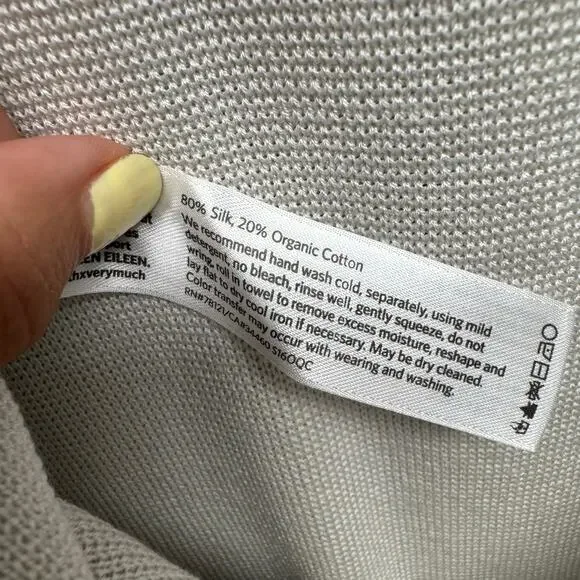 80% Silk, 20% Organic Cotton
We recommend hand wash cold, separately, using mild
detergent, no bleach, rinse well, gently squeeze, do not
wring, roll in towel to remove excess moisture, reshape and
lay flat to dry cool iron if necessary. May be dry cleaned.
Color transfer may occur with wearing and washing.
RN#78121/CA#34460 S16OQC
EN EILEEN.
hxverymuch